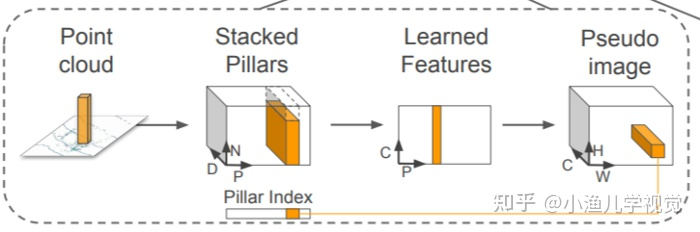 Point
cloud
Stacked
Pillars
Learned
Features
Pseudo
image
N
D
P
C
P
H
C
W
Pillar Index
知乎 @小渔儿学视觉